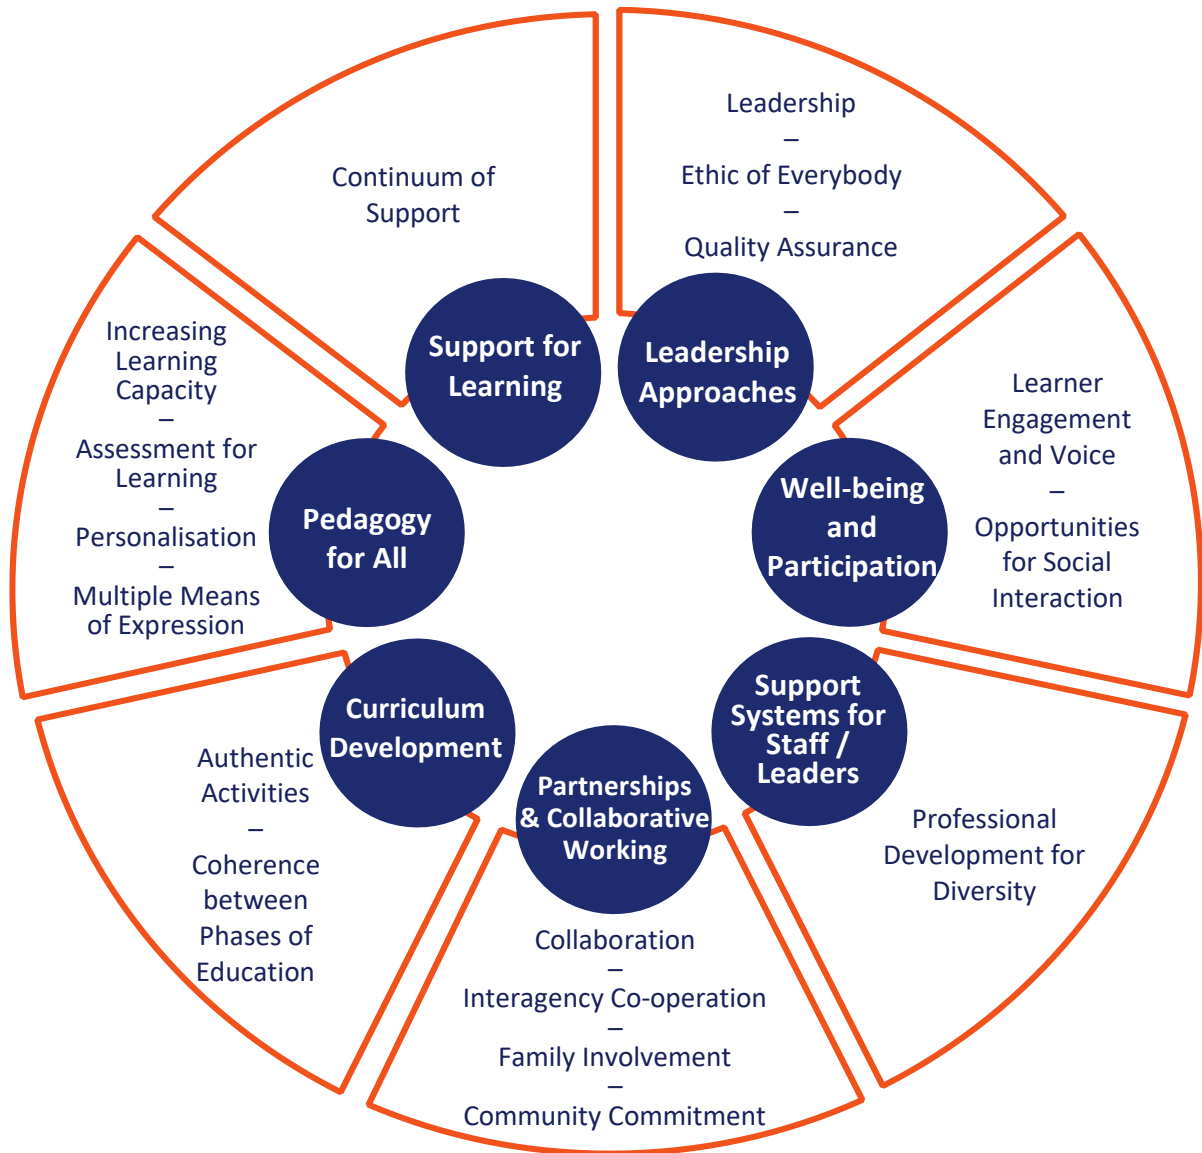 Leadership
–
Ethic of Everybody
–
Quality Assurance
Leadership
Approaches
Learner
Engagement
and Voice
–
Opportunities
for Social
Interaction
Well-being
and
Participation
Professional
Development for
Diversity
Support
Systems for
Staff /
Leaders
Partnerships
& Collaborative
Working
Collaboration
–
Interagency Co-operation
–
Family Involvement
–
Community Commitment
Curriculum
Development
Authentic
Activities
–
Coherence
between
Phases of
Education
Pedagogy
for All
Increasing
Learning
Capacity
–
Assessment for
Learning
–
Personalisation
–
Multiple Means
of Expression
Support for
Learning
Continuum of
Support